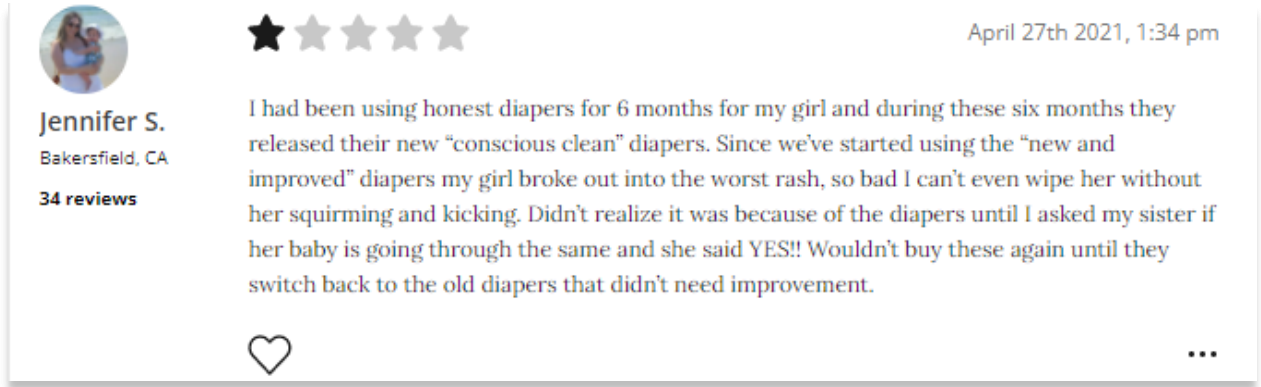 April 27th 2021, 1:34 pm
Jennifer S.
Bakersfield, CA
34 reviews
I had been using honest diapers for 6 months for my girl and during these six months they
released their new “conscious clean” diapers. Since we’ve started using the “new and
improved” diapers my girl broke out into the worst rash, so bad I can’t even wipe her without
her squirming and kicking. Didn’t realize it was because of the diapers until I asked my sister if
her baby is going through the same and she said YES!! Wouldn’t buy these again until they
switch back to the old diapers that didn’t need improvement.